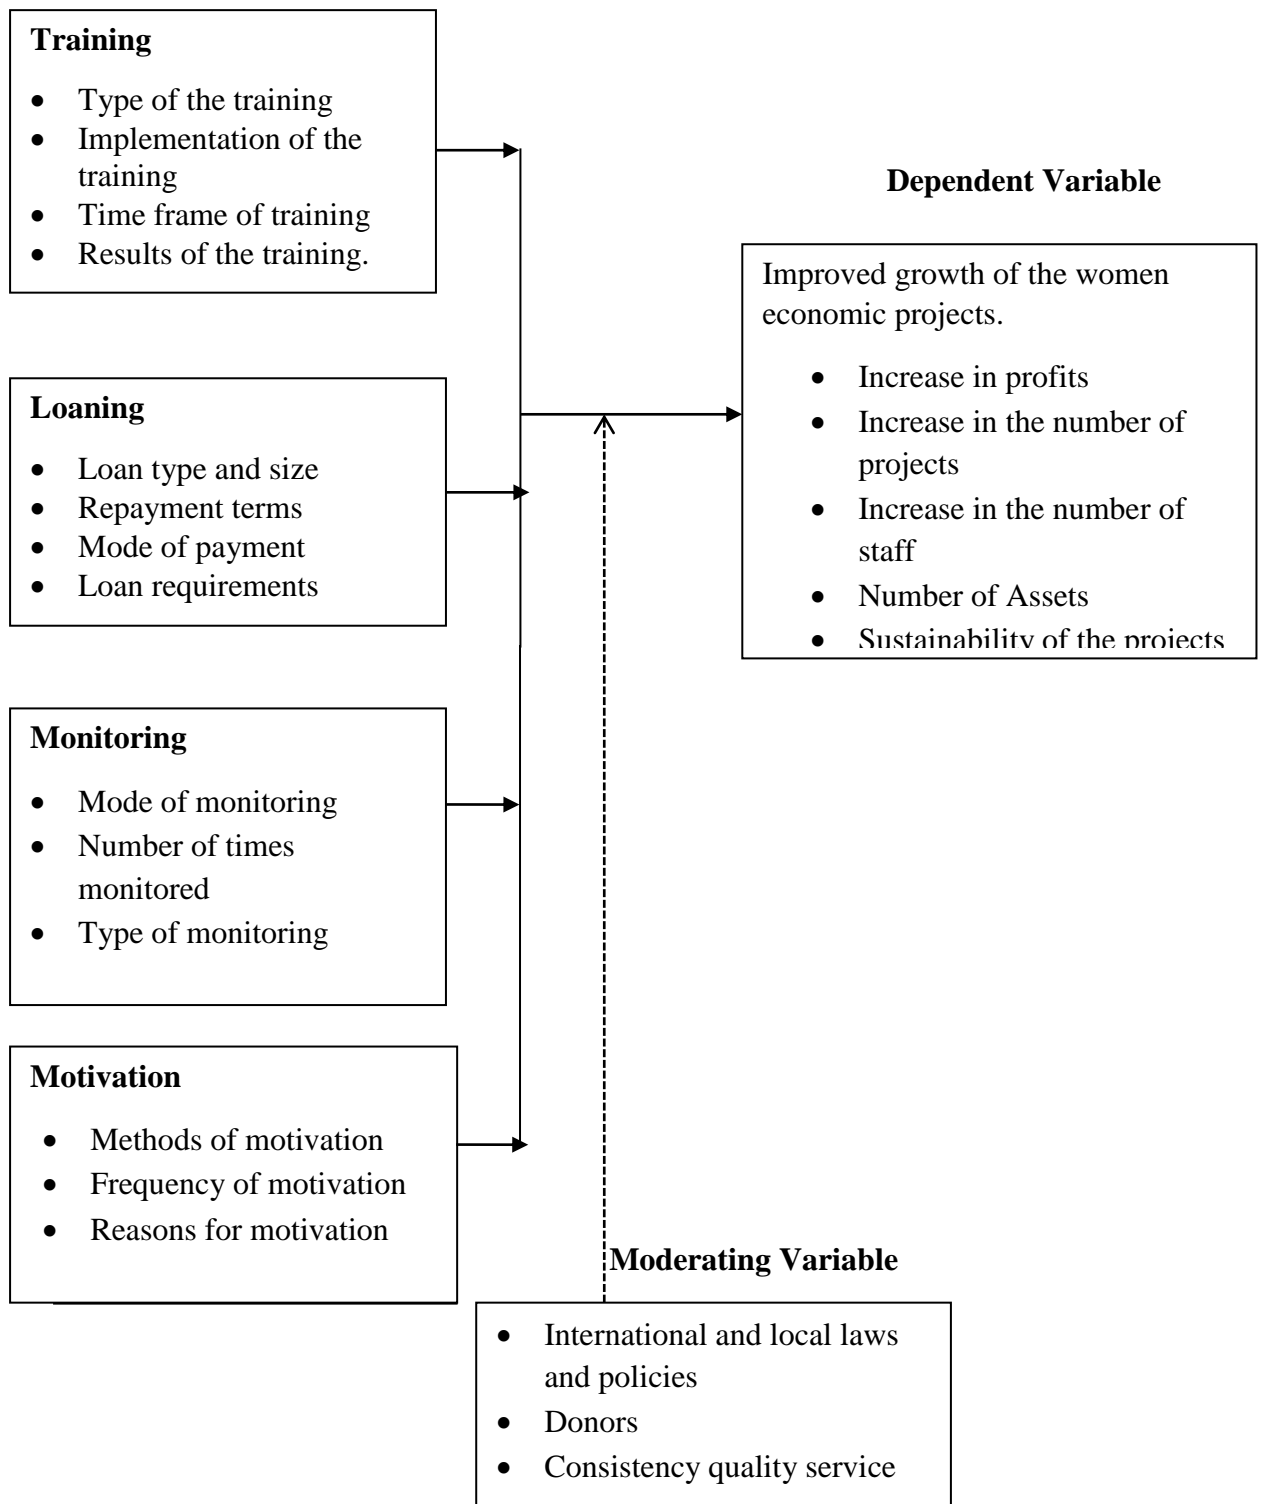 Training
• Type of the training
• Implementation of the
training
• Time frame of training
• Results of the training.
Loaning
• Loan type and size
• Repayment terms
• Mode of payment
• Loan requirements
Monitoring
• Mode of monitoring
• Number of times
monitored
• Type of monitoring
Motivation
• Methods of motivation
• Frequency of motivation
• Reasons for motivation
Dependent Variable
Improved growth of the women
economic projects.
• Increase in profits
• Increase in the number of
projects
• Increase in the number of
staff
• Number of Assets
• Sustainability of the projects
Moderating Variable
• International and local laws
and policies
• Donors
• Consistency quality service